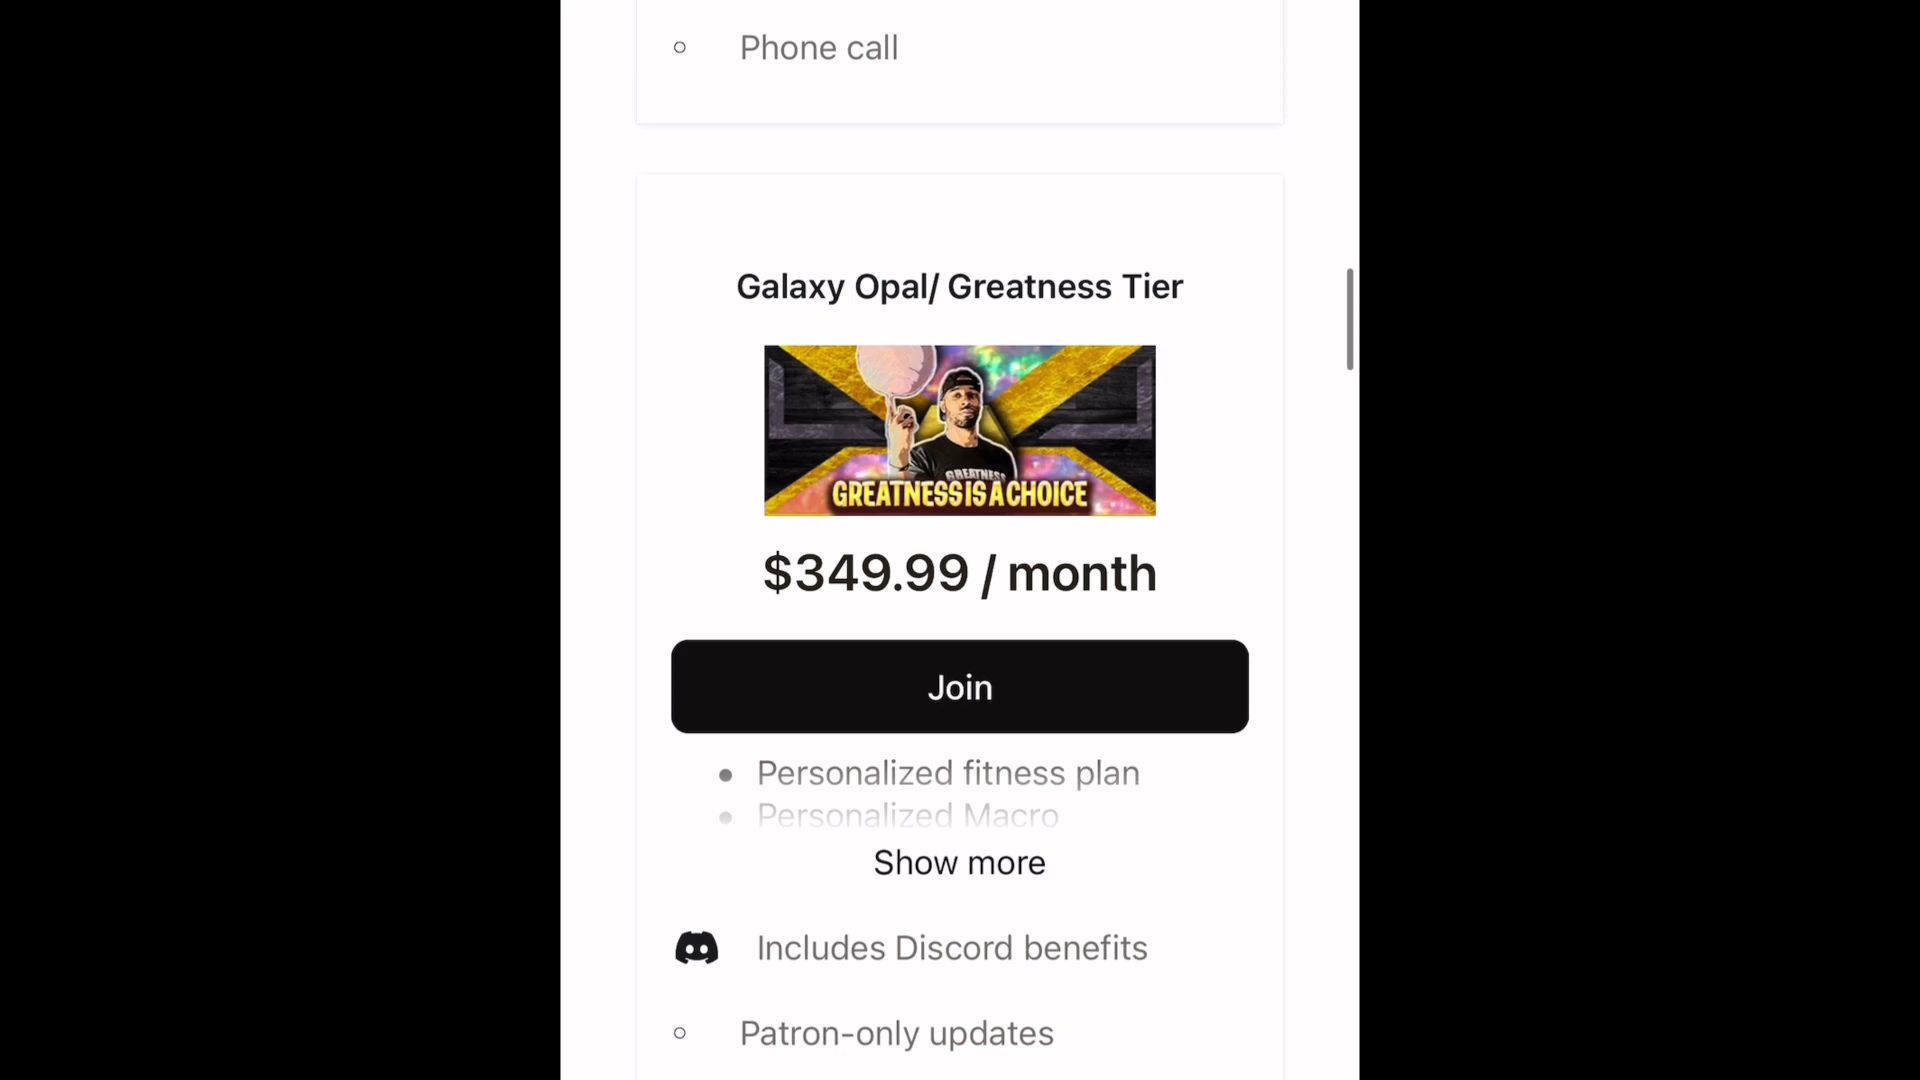 Phone call
Galaxy Opal/ Greatness Tier
GREATNESS
GREATNESS IS A CHOICE
$349.99 / month
Join
Personalized fitness plan
Personalized Macro
Show more
Includes Discord benefits
Patron-only updates